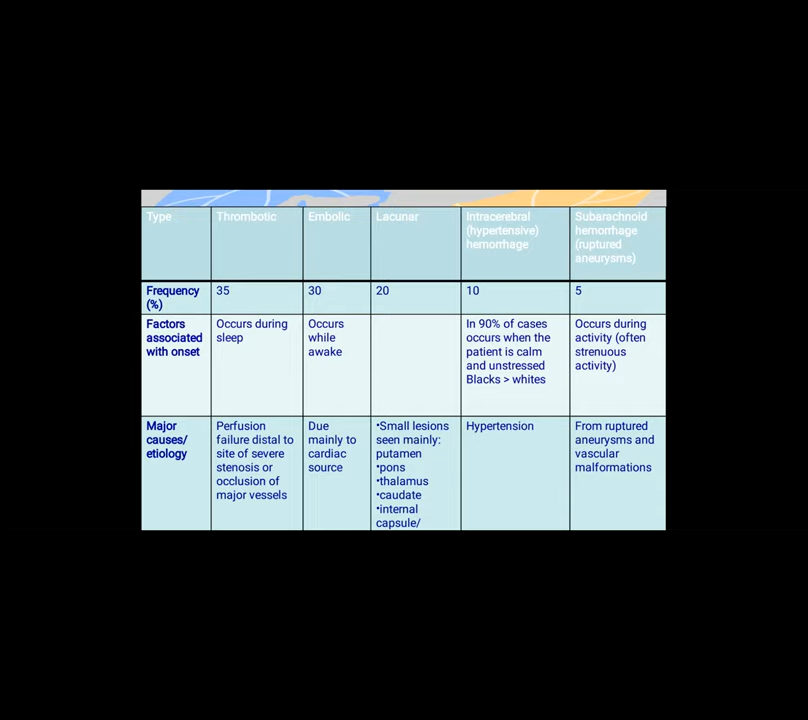 Type
Thrombotic
Embolic
Lacunar
Intracerebral
(hypertensive)
hemorrhage
Subarachnoid
hemorrhage
(ruptured
aneurysms)
Frequency
(%)
35
30
20
10
5
Factors
associated
with onset
Occurs during
sleep
Occurs
while
awake
In 90% of cases
occurs when the
patient is calm
and unstressed
Blacks > whites
Occurs during
activity (often
strenuous
activity)
Major
causes/
etiology
Perfusion
failure distal to
site of severe
stenosis or
occlusion of
major vessels
Due
mainly to
cardiac
source
•Small lesions
seen mainly:
putamen
•pons
•thalamus
•caudate
•internal
capsule/
Hypertension
From ruptured
aneurysms and
vascular
malformations